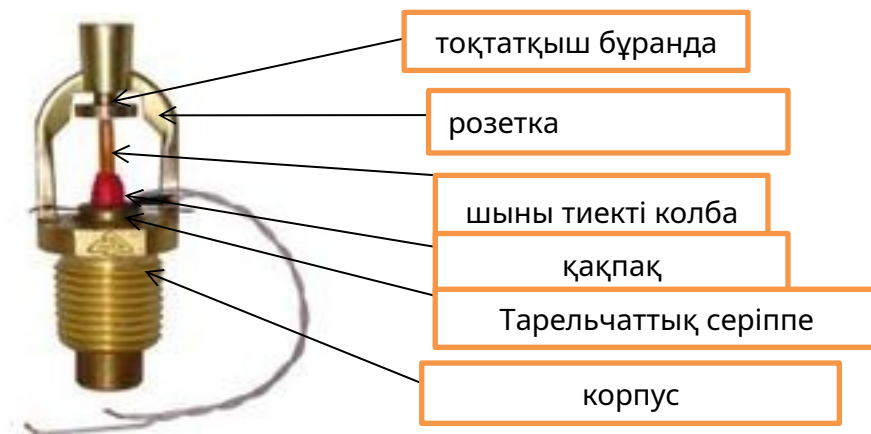 тоқтатқыш бұранда
розетка
шыны тиекті колба
қақпақ
Тарельчаттық серіппе
корпус